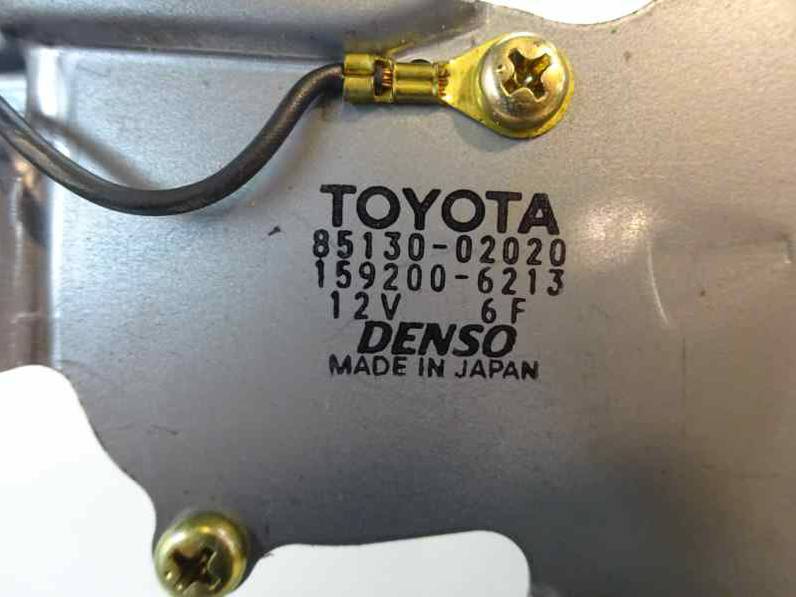 TOYOTA
85130-02020
159200-6213
12V 6F
DENSO
MADE IN JAPAN